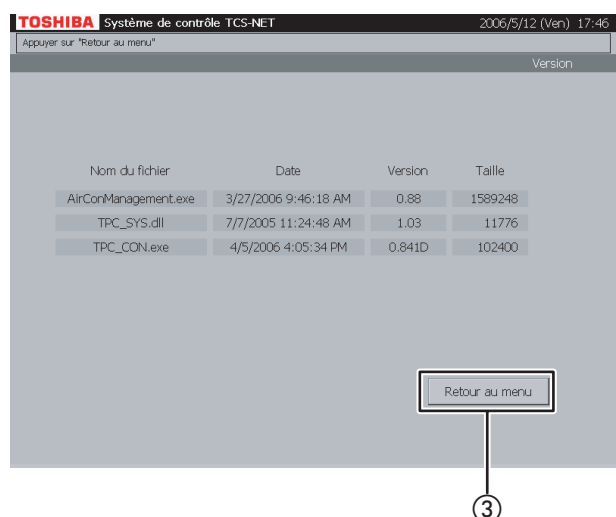 TOSHIBA Système de contrôle TCS-NET 2006/5/12 (Ven) 17:46
Appuyer sur "Retour au menu"
Version
Nom du fichier Date Version Taille
AirConManagement.exe 3/27/2006 9:46:18 AM 0.88 1589248
TPC_SYS.dll 7/7/2005 11:24:48 AM 1.03 11776
TPC_CON.exe 4/5/2006 4:05:34 PM 0.841D 102400
Retour au menu
③